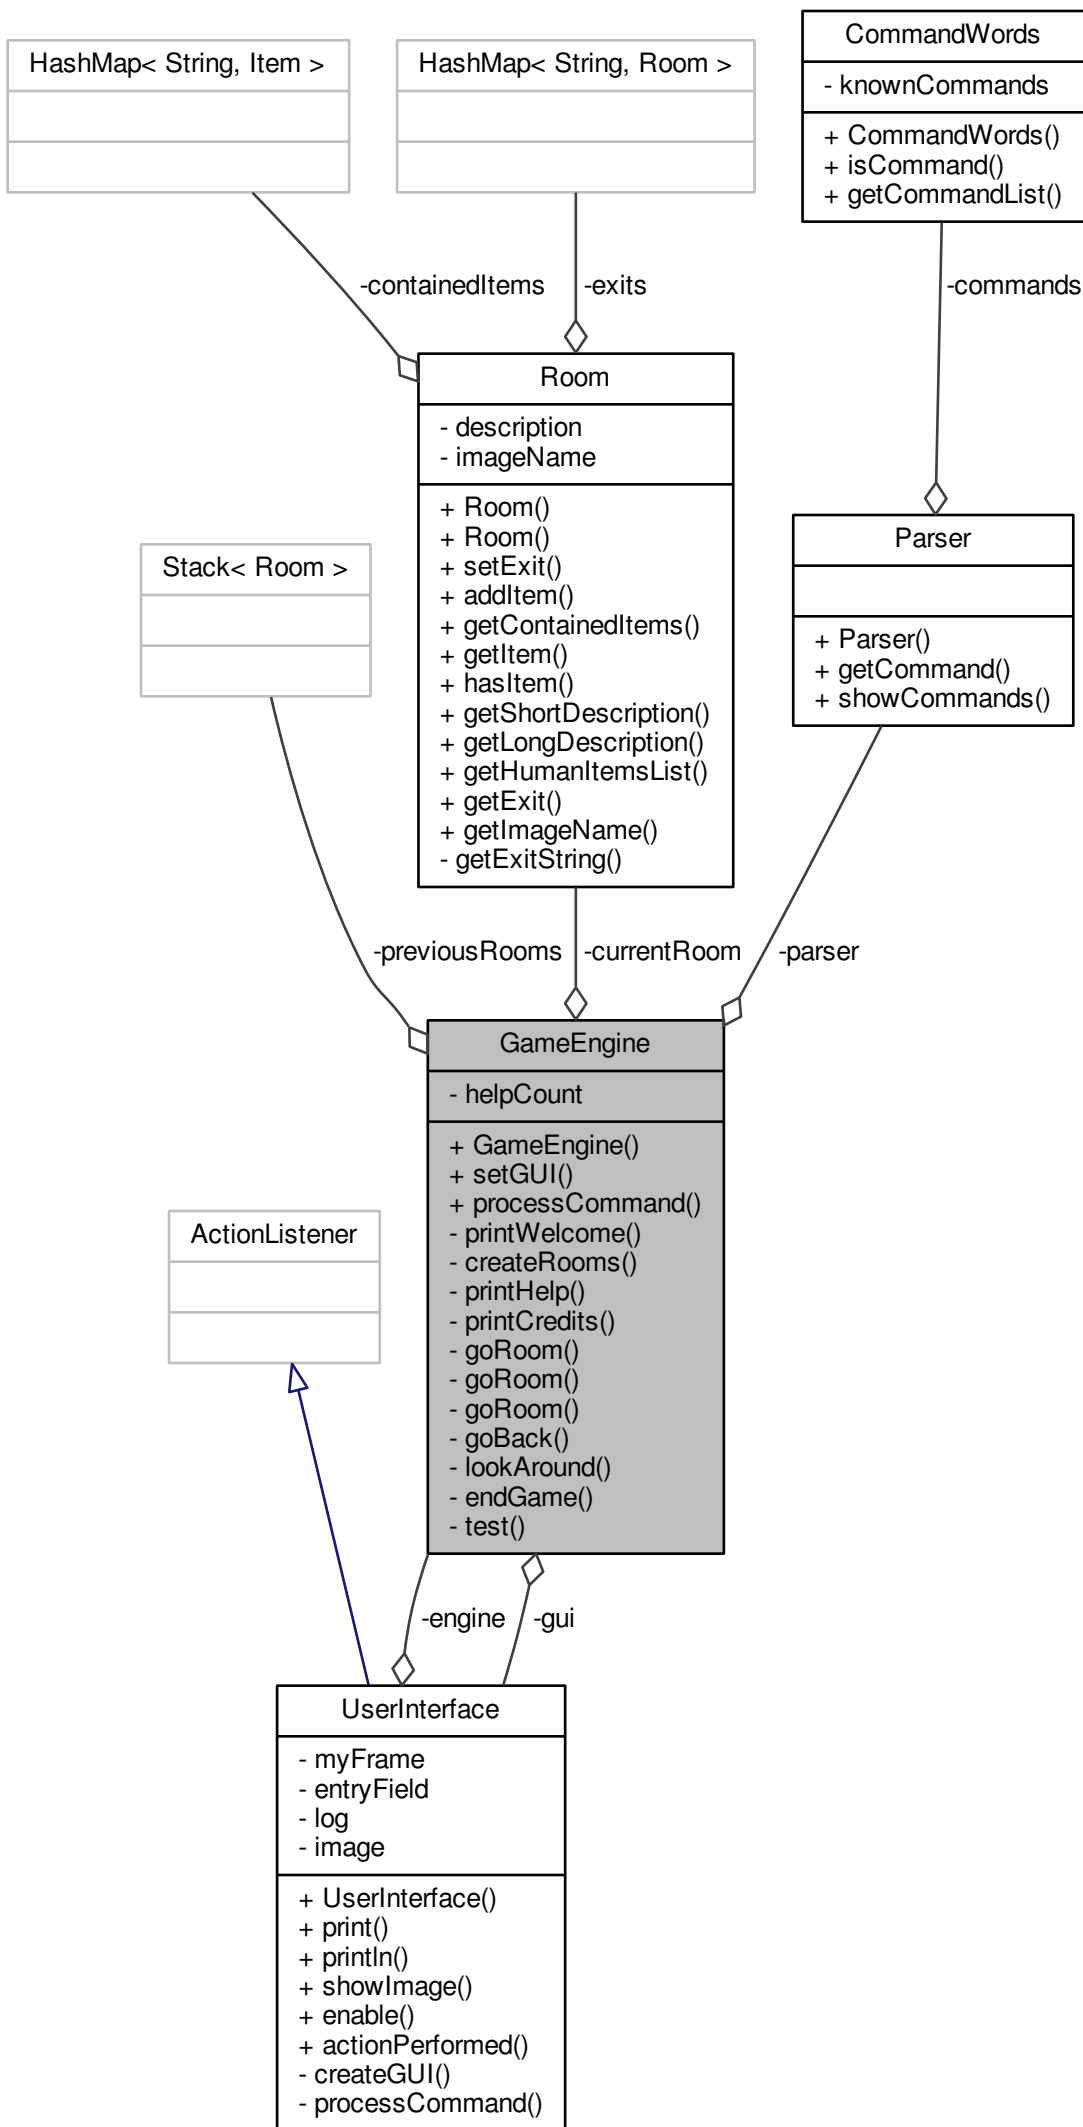 HashMap< String, Item >
HashMap< String, Room >
CommandWords
- knownCommands
+ CommandWords()
+ isCommand()
+ getCommandList()
-containedItems
-exits
-commands
Room
- description
- imageName
+ Room()
+ Room()
+ setExit()
+ addItem()
+ getContainedItems()
+ getItem()
+ hasItem()
+ getShortDescription()
+ getLongDescription()
+ getHumanItemsList()
+ getExit()
+ getImageName()
- getExitString()
Stack< Room >
Parser
+ Parser()
+ getCommand()
+ showCommands()
-previousRooms
-currentRoom
-parser
GameEngine
- helpCount
+ GameEngine()
+ setGUI()
+ processCommand()
- printWelcome()
- createRooms()
- printHelp()
- printCredits()
- goRoom()
- goRoom()
- goRoom()
- goBack()
- lookAround()
- endGame()
- test()
ActionListener
-engine
-gui
UserInterface
- myFrame
- entryField
- log
- image
+ UserInterface()
+ print()
+ println()
+ showImage()
+ enable()
+ actionPerformed()
- createGUI()
- processCommand()